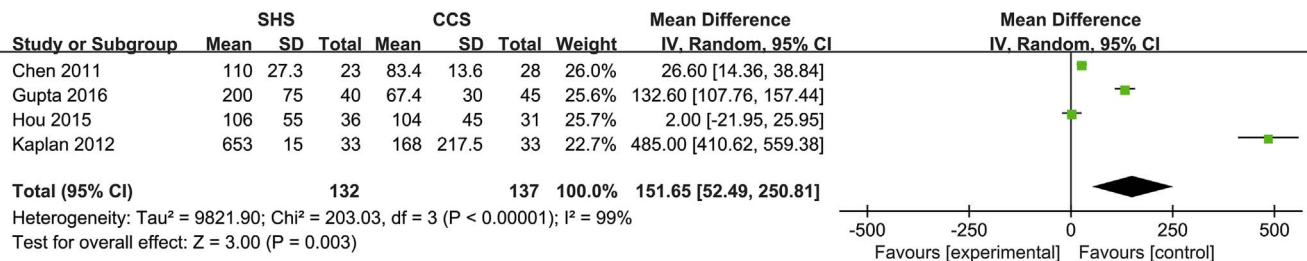 SHS CCS Mean Difference Mean Difference
Study or Subgroup Mean SD Total Mean SD Total Weight IV, Random, 95% CI IV, Random, 95% CI
Chen 2011 110 27.3 23 83.4 13.6 28 26.0% 26.60 [14.36, 38.84]
Gupta 2016 200 75 40 67.4 30 45 25.6% 132.60 [107.76, 157.44]
Hou 2015 106 55 36 104 45 31 25.7% 2.00 [-21.95, 25.95]
Kaplan 2012 653 15 33 168 217.5 33 22.7% 485.00 [410.62, 559.38]
Total (95% CI) 132 137 100.0% 151.65 [52.49, 250.81]
Heterogeneity: Tau² = 9821.90; Chi² = 203.03, df = 3 (P < 0.00001); I² = 99%
Test for overall effect: Z = 3.00 (P = 0.003)
-500 -250 0 250 500
Favours [experimental] Favours [control]